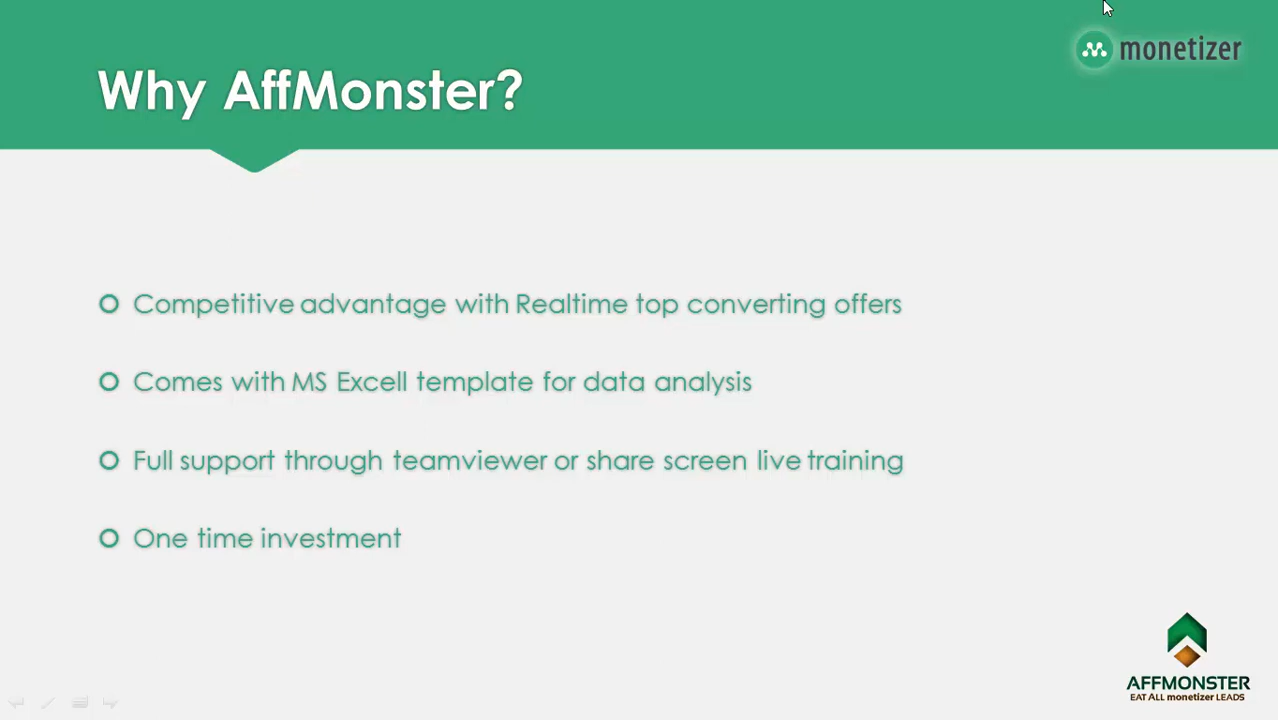 monetizer
Why AffMonster?
Competitive advantage with Realtime top converting offers
Comes with MS Excell template for data analysis
Full support through teamviewer or share screen live training
One time investment
AFFMONSTER
EAT ALL monetizer LEADS